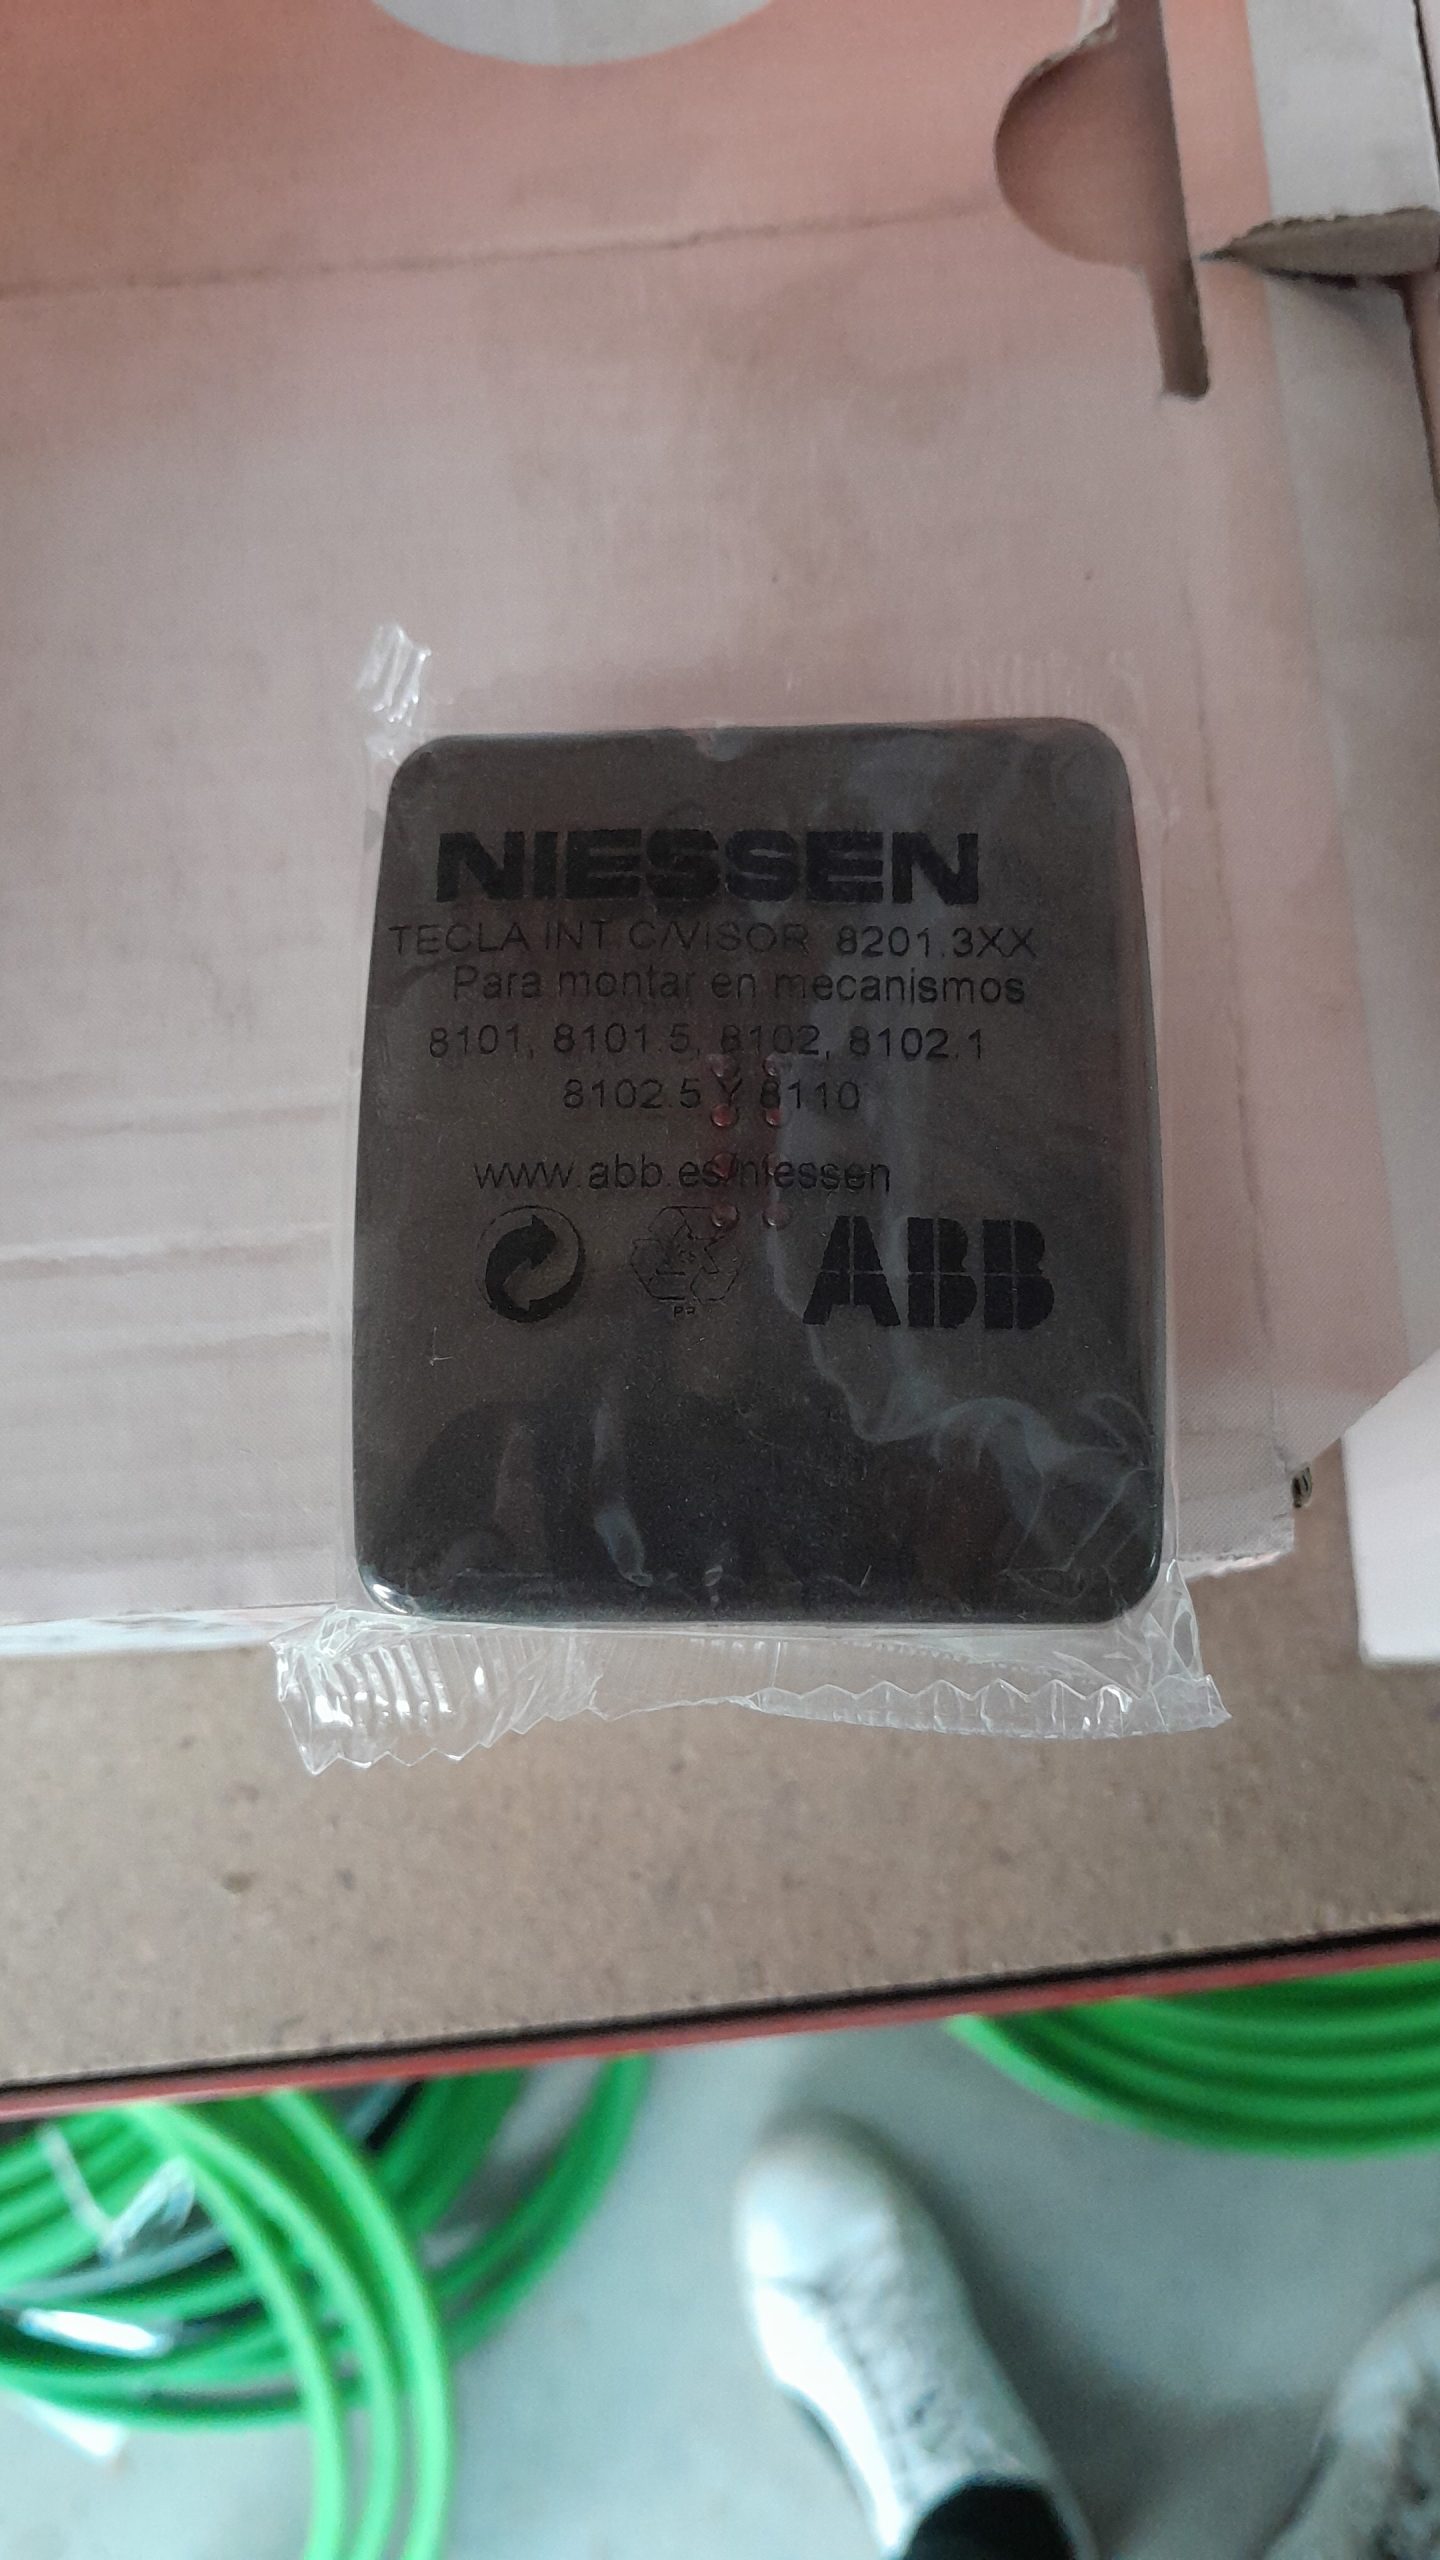 NIESSEN
TECLA INT C/VISOR 8201.3XX
Para montar en mecanismos
8101, 8101.5, 8102, 8102.1
8102.5 Y 8110
www.abb.es/niessen
PP
ABB